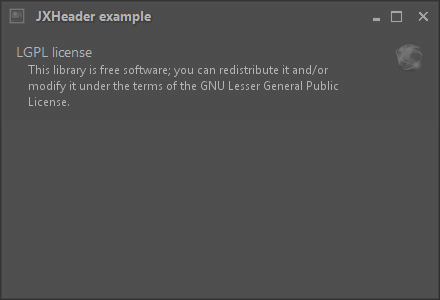 JXHeader example
LGPL license
This library is free software; you can redistribute it and/or
modify it under the terms of the GNU Lesser General Public
License.